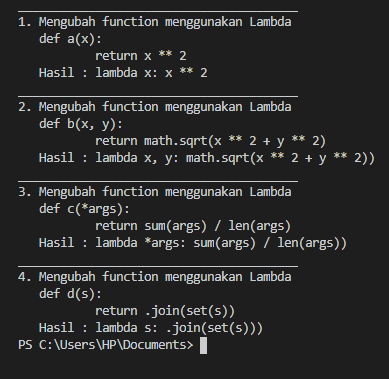 1. Mengubah function menggunakan Lambda
def a(x):
return x ** 2
Hasil : lambda x: x ** 2
2. Mengubah function menggunakan Lambda
def b(x, y):
return math.sqrt(x ** 2 + y ** 2)
Hasil : lambda x, y: math.sqrt(x ** 2 + y ** 2))
3. Mengubah function menggunakan Lambda
def c(*args):
return sum(args) / len(args)
Hasil : lambda *args: sum(args) / len(args))
4. Mengubah function menggunakan Lambda
def d(s):
return .join(set(s))
Hasil : lambda s: .join(set(s)))
PS C:\Users\HP\Documents>